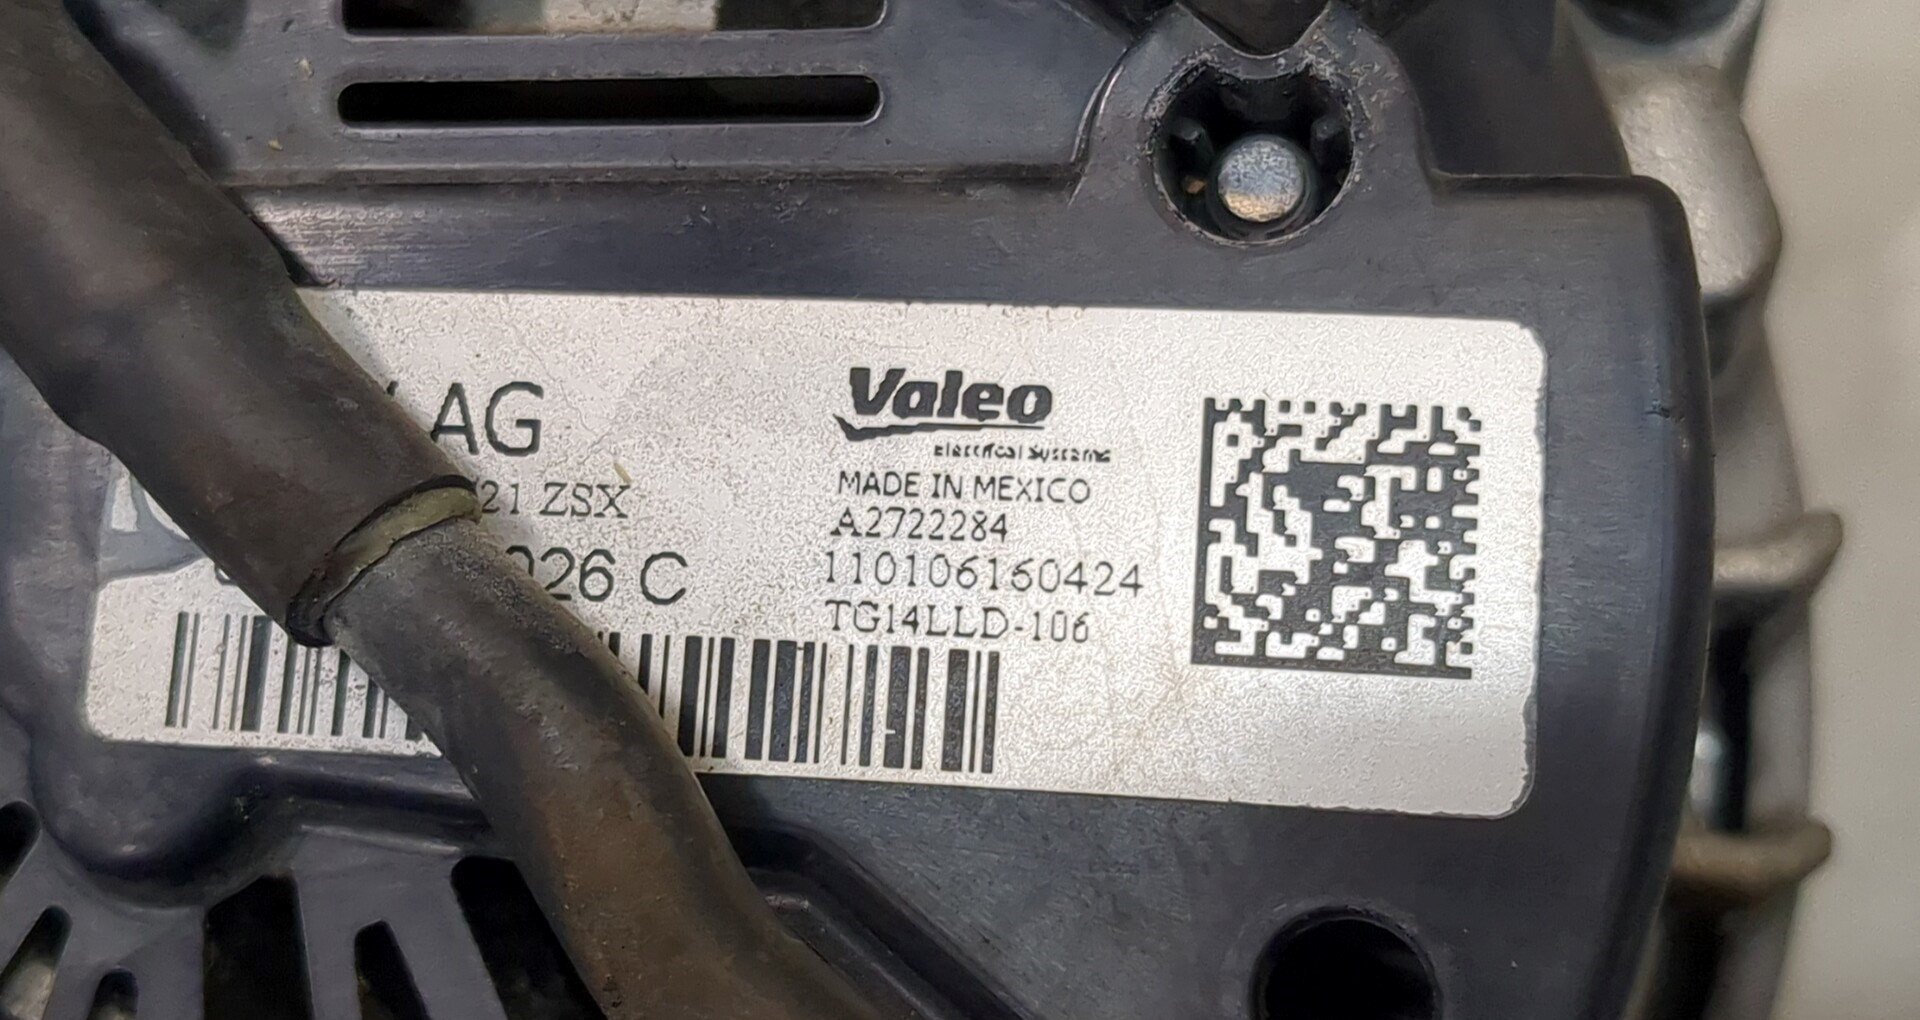 AG
21 ZSX
026 C
Valeo
Electrical Systems
MADE IN MEXICO
A2722284
110106160424
TG14LLD-106